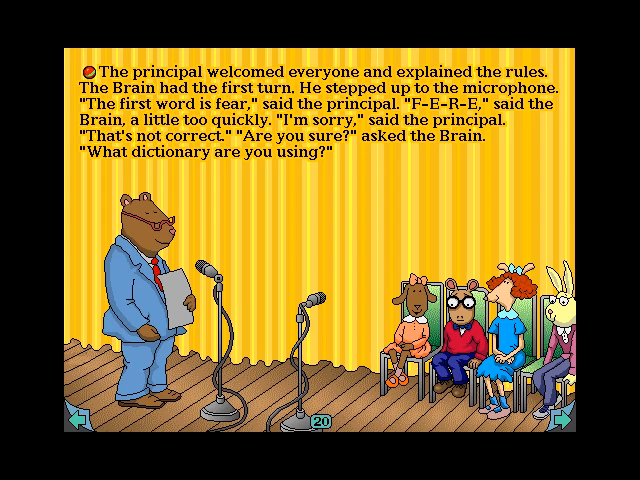 The principal welcomed everyone and explained the rules.
The Brain had the first turn. He stepped up to the microphone.
"The first word is fear," said the principal. "F-E-R-E," said the
Brain, a little too quickly. "I'm sorry," said the principal.
"That's not correct." "Are you sure?" asked the Brain.
"What dictionary are you using?"
20